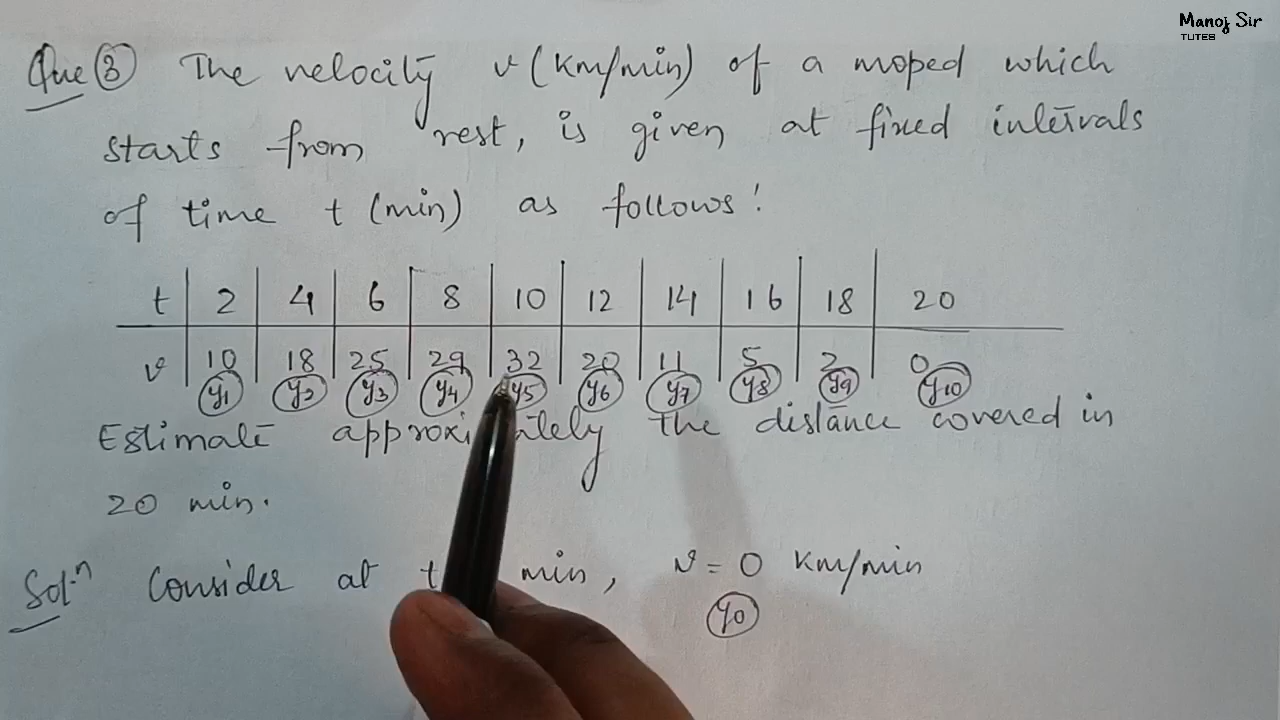 Manoj Sir
TUTES
Que 3 The velocity v (km/min) of a moped which
starts from rest, is given at fixed intervals
of time t (min) as follows!
t 2 4 6 8 10 12 14 16 18 20
v 10 18 25 29 32 20 11 5 2 0
y1 y2 y3 y4 y5 y6 y7 y8 y9 y10
Estimate the distance covered in
20 min.
Sol.n Consider at t min, v = 0 km/min
y0